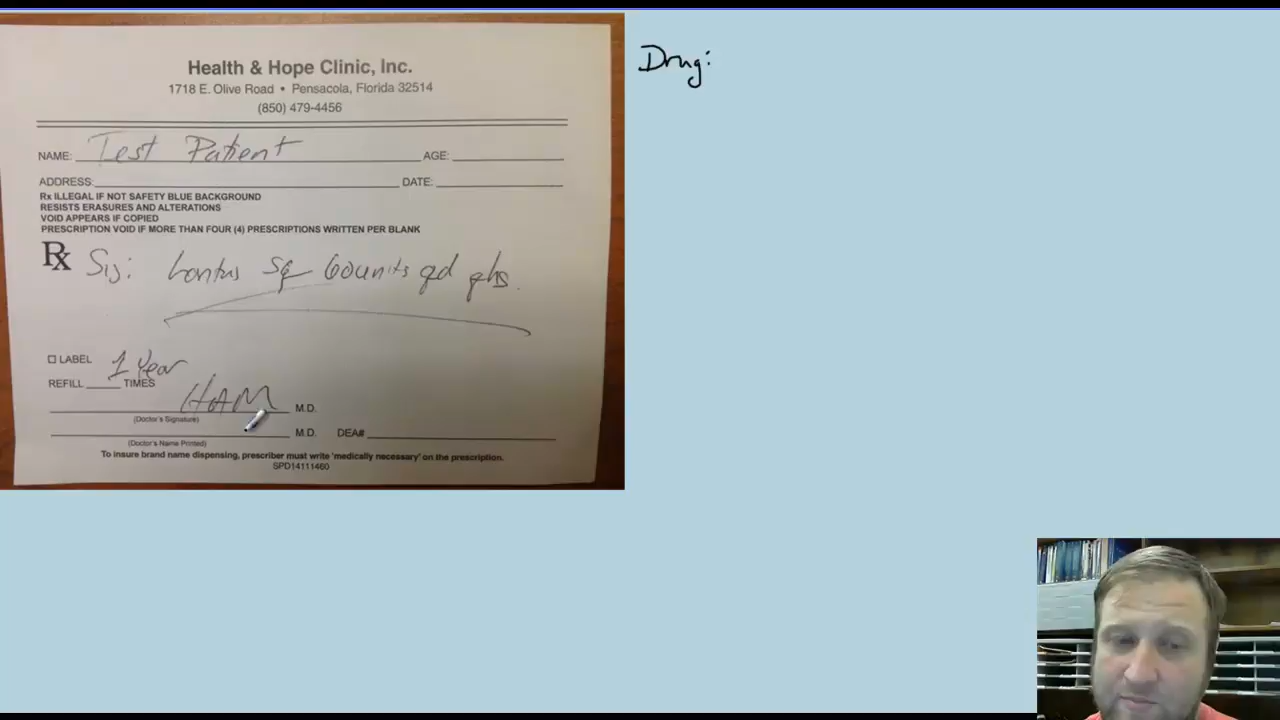 Health & Hope Clinic, Inc.
1718 E. Olive Road • Pensacola, Florida 32514
(850) 479-4456
NAME: Test Patient AGE:
ADDRESS: DATE:
Rx ILLEGAL IF NOT SAFETY BLUE BACKGROUND
RESISTS ERASURES AND ALTERATIONS
VOID APPEARS IF COPIED
PRESCRIPTION VOID IF MORE THAN FOUR (4) PRESCRIPTIONS WRITTEN PER BLANK
Rx Sig: Lantus SQ 60 units qd qhs.
☐ LABEL 1 Year
REFILL TIMES
HAM M.D.
(Doctor's Signature)
M.D. DEA#
(Doctor's Name Printed)
To insure brand name dispensing, prescriber must write 'medically necessary' on the prescription.
SPD14111460
Drug: